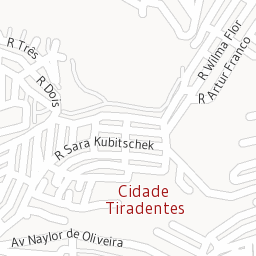 R Três
R Dois
R Wilma Flor
R Artur Franco
R Sara Kubitschek
Cidade
Tiradentes
Av Naylor de Oliveira